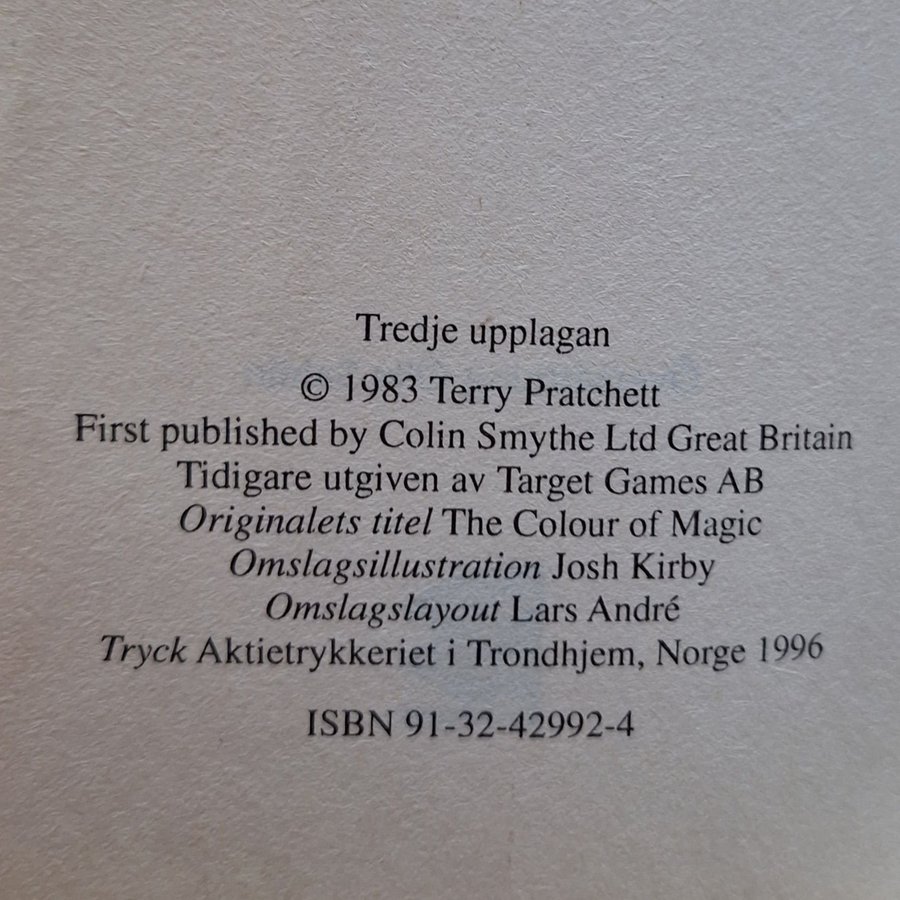 Tredje upplagan
© 1983 Terry Pratchett
First published by Colin Smythe Ltd Great Britain
Tidigare utgiven av Target Games AB
Originalets titel The Colour of Magic
Omslagsillustration Josh Kirby
Omslagslayout Lars André
Tryck Aktietrykkeriet i Trondhjem, Norge 1996
ISBN 91-32-42992-4